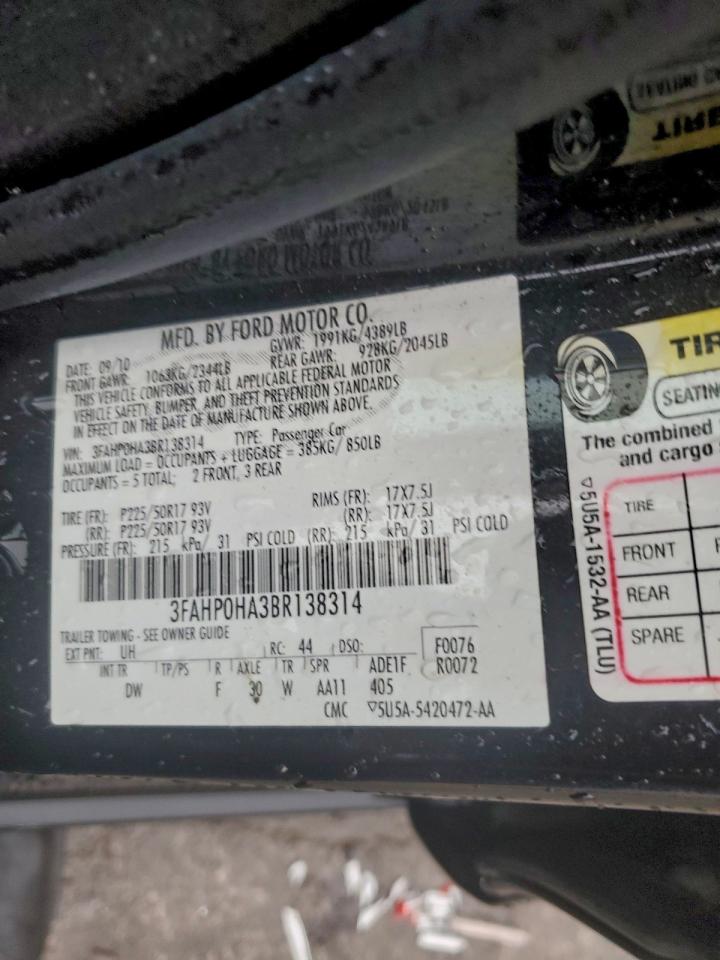 MFD. BY FORD MOTOR CO.
DATE: 09/10 GVWR: 1991KG/4389LB
FRONT GAWR: 1063KG/2344LB REAR GAWR: 928KG/2045LB
THIS VEHICLE CONFORMS TO ALL APPLICABLE FEDERAL MOTOR
VEHICLE SAFETY, BUMPER, AND THEFT PREVENTION STANDARDS
IN EFFECT ON THE DATE OF MANUFACTURE SHOWN ABOVE.
VIN: 3FAHP0HA3BR138314 TYPE: Passenger Car
MAXIMUM LOAD = OCCUPANTS + LUGGAGE = 385KG/ 850LB
OCCUPANTS = 5 TOTAL; 2 FRONT, 3 REAR
TIRE (FR): P225/50R17 93V RIMS (FR): 17X7.5J
(RR): P225/50R17 93V (RR): 17X7.5J
PRESSURE (FR): 215 kPa/ 31 PSI COLD (RR): 215 kPa/ 31 PSI COLD
3FAHP0HA3BR138314
TRAILER TOWING - SEE OWNER GUIDE
EXT PNT: UH RC: 44 DSO: F0076
INT TR TP/PS R AXLE TR SPR ADE1F R0072
DW F 30 W AA11 405
CMC ▽5U5A-5420472-AA
TIR
SEATIN
The combined
and cargo
TIRE
FRONT
REAR
SPARE
▽5U5A-1532-AA (TLU)